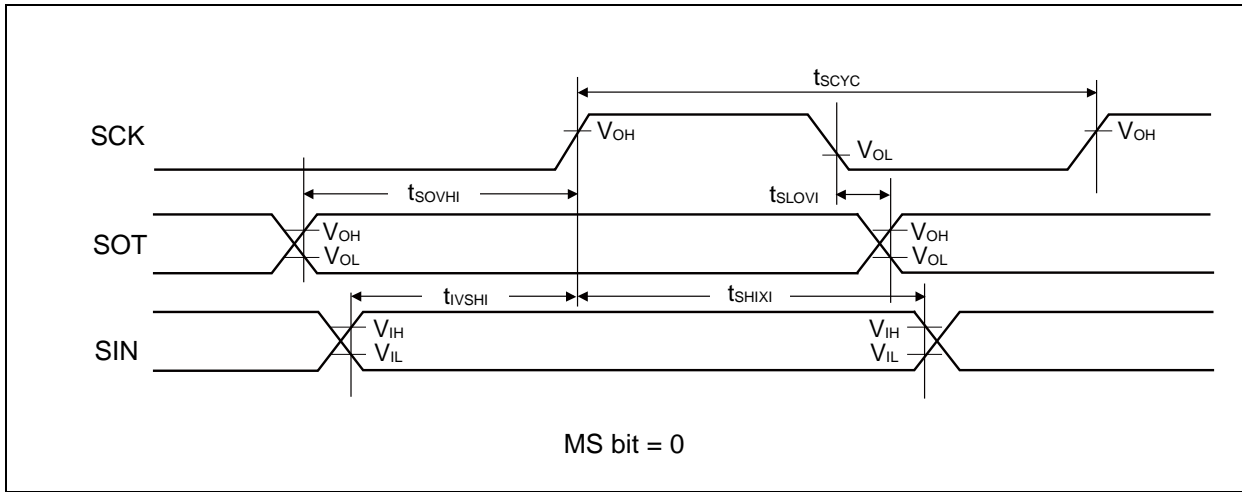 tSCYC
SCK
VOH
VOL
VOH
tSOVHI
tSLOVI
SOT
VOH
VOL
VOH
VOL
tIVSHI
tSHIXI
SIN
VIH
VIL
VIH
VIL
MS bit = 0